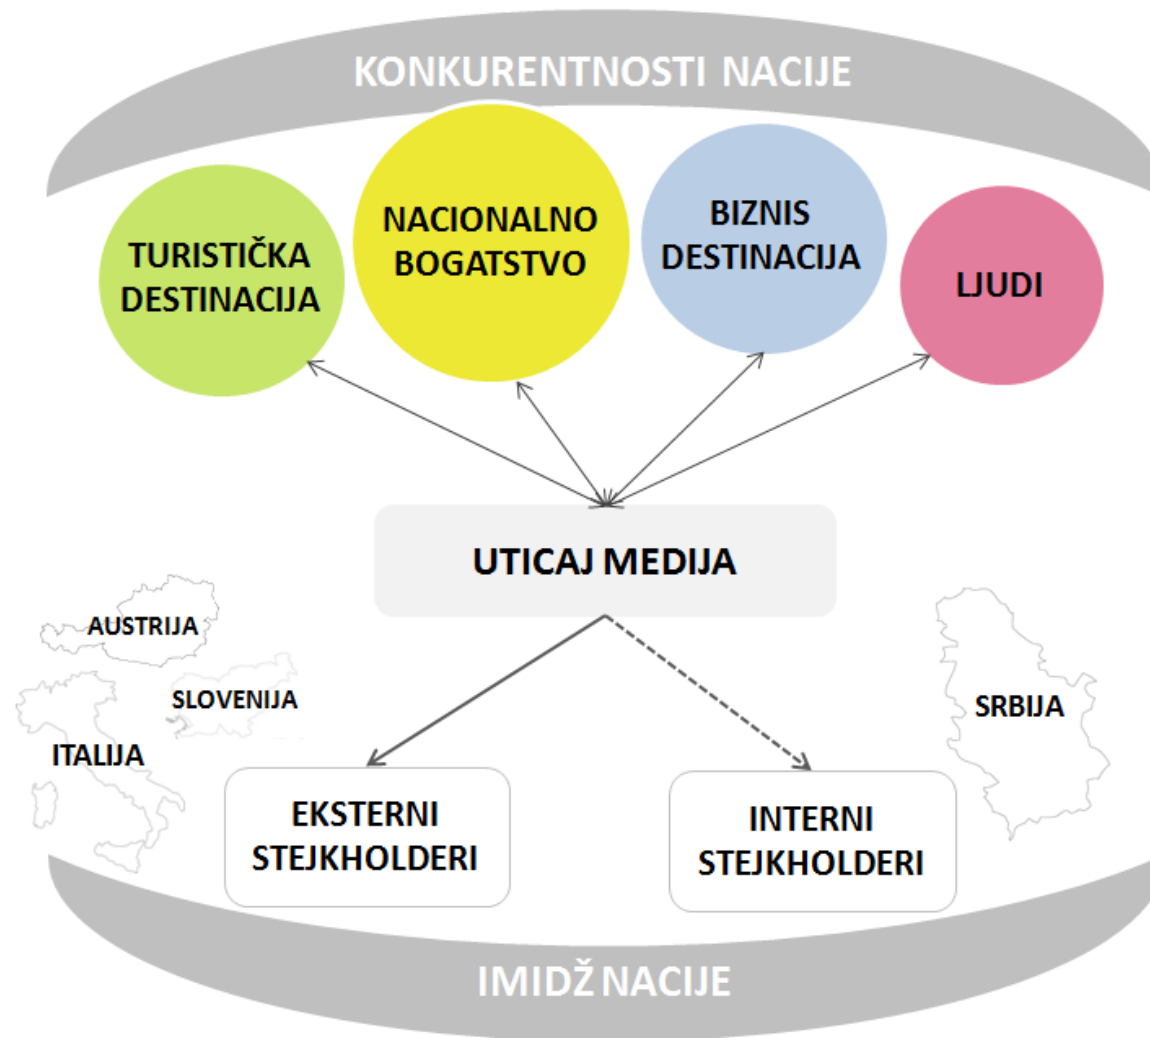 KONKURENTNOSTI NACIJE
TURISTIČKA
DESTINACIJA
NACIONALNO
BOGATSTVO
BIZNIS
DESTINACIJA
LJUDI
UTICAJ MEDIJA
AUSTRIJA
SLOVENIJA
ITALIJA
SRBIJA
EKSTERNI
STEJKHOLDERI
INTERNI
STEJKHOLDERI
IMIDŽ NACIJE